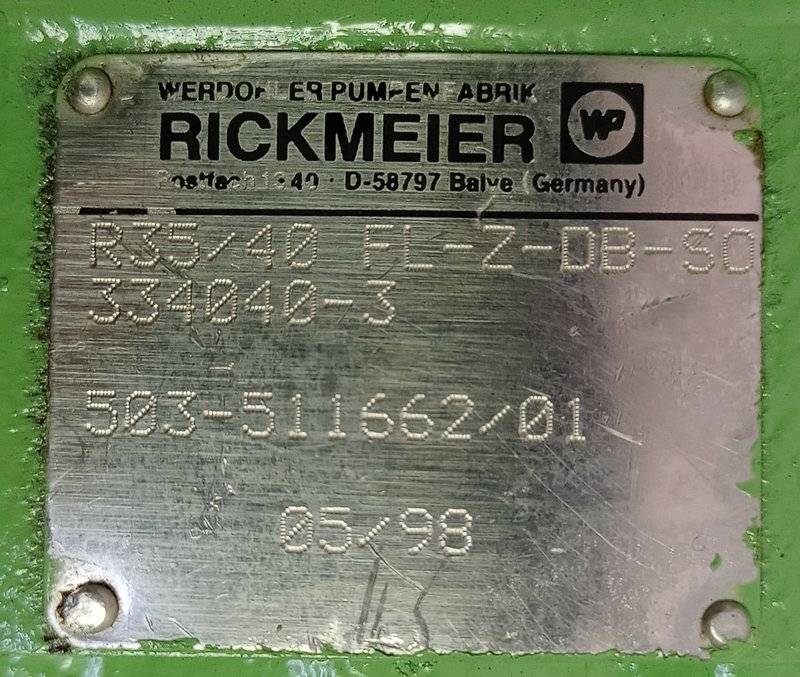 WERDOHLER PUMPENFABRIK
RICKMEIER
WP
Postfach D-58797 Balve (Germany)
R35/40 FL-Z-DB-SO
334040-3
503-511662/01
05/98